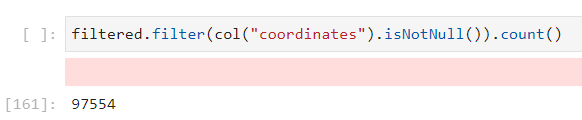 [ ]: filtered.filter(col("coordinates").isNotNull()).count()
[161]: 97554